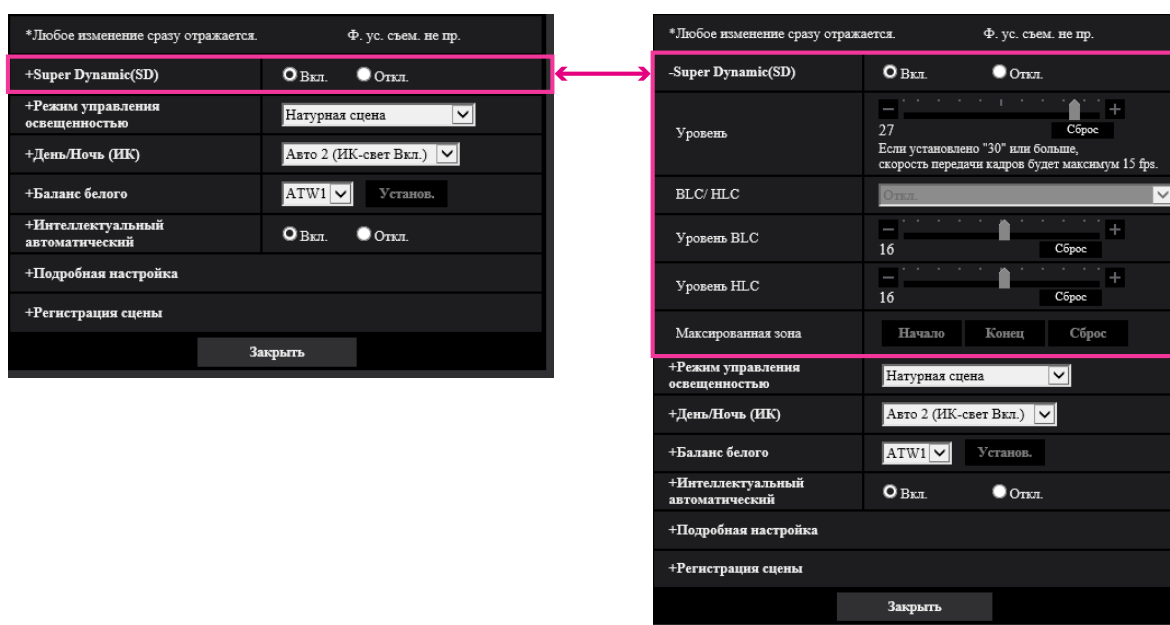 *Любое изменение сразу отражается. Ф. ус. съем. не пр.
+Super Dynamic(SD) Вкл. Откл.
+Режим управления
освещенностью Натурная сцена
+День/Ночь (ИК) Авто 2 (ИК-свет Вкл.)
+Баланс белого ATW1 Установ.
+Интеллектуальный
автоматический Вкл. Откл.
+Подробная настройка
+Регистрация сцены
Закрыть
*Любое изменение сразу отражается. Ф. ус. съем. не пр.
-Super Dynamic(SD) Вкл. Откл.
Уровень
27 Сброс
Если установлено "30" или больше,
скорость передачи кадров будет максимум 15 fps.
BLC/ HLC Откл.
Уровень BLC
16 Сброс
Уровень HLC
16 Сброс
Максированная зона Начало Конец Сброс
+Режим управления
освещенностью Натурная сцена
+День/Ночь (ИК) Авто 2 (ИК-свет Вкл.)
+Баланс белого ATW1 Установ.
+Интеллектуальный
автоматический Вкл. Откл.
+Подробная настройка
+Регистрация сцены
Закрыть